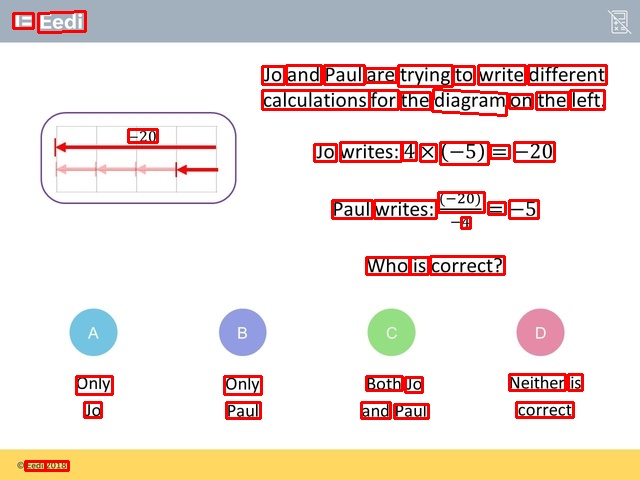 Eedi
Jo and Paul are trying to write different
calculations for the diagram on the left.
−20
Jo writes: 4 × (−5) = −20
Paul writes: (−20)/−4 = −5
Who is correct?
A
B
C
D
Only
Jo
Only
Paul
Both Jo
and Paul
Neither is
correct
© Eedi 2018